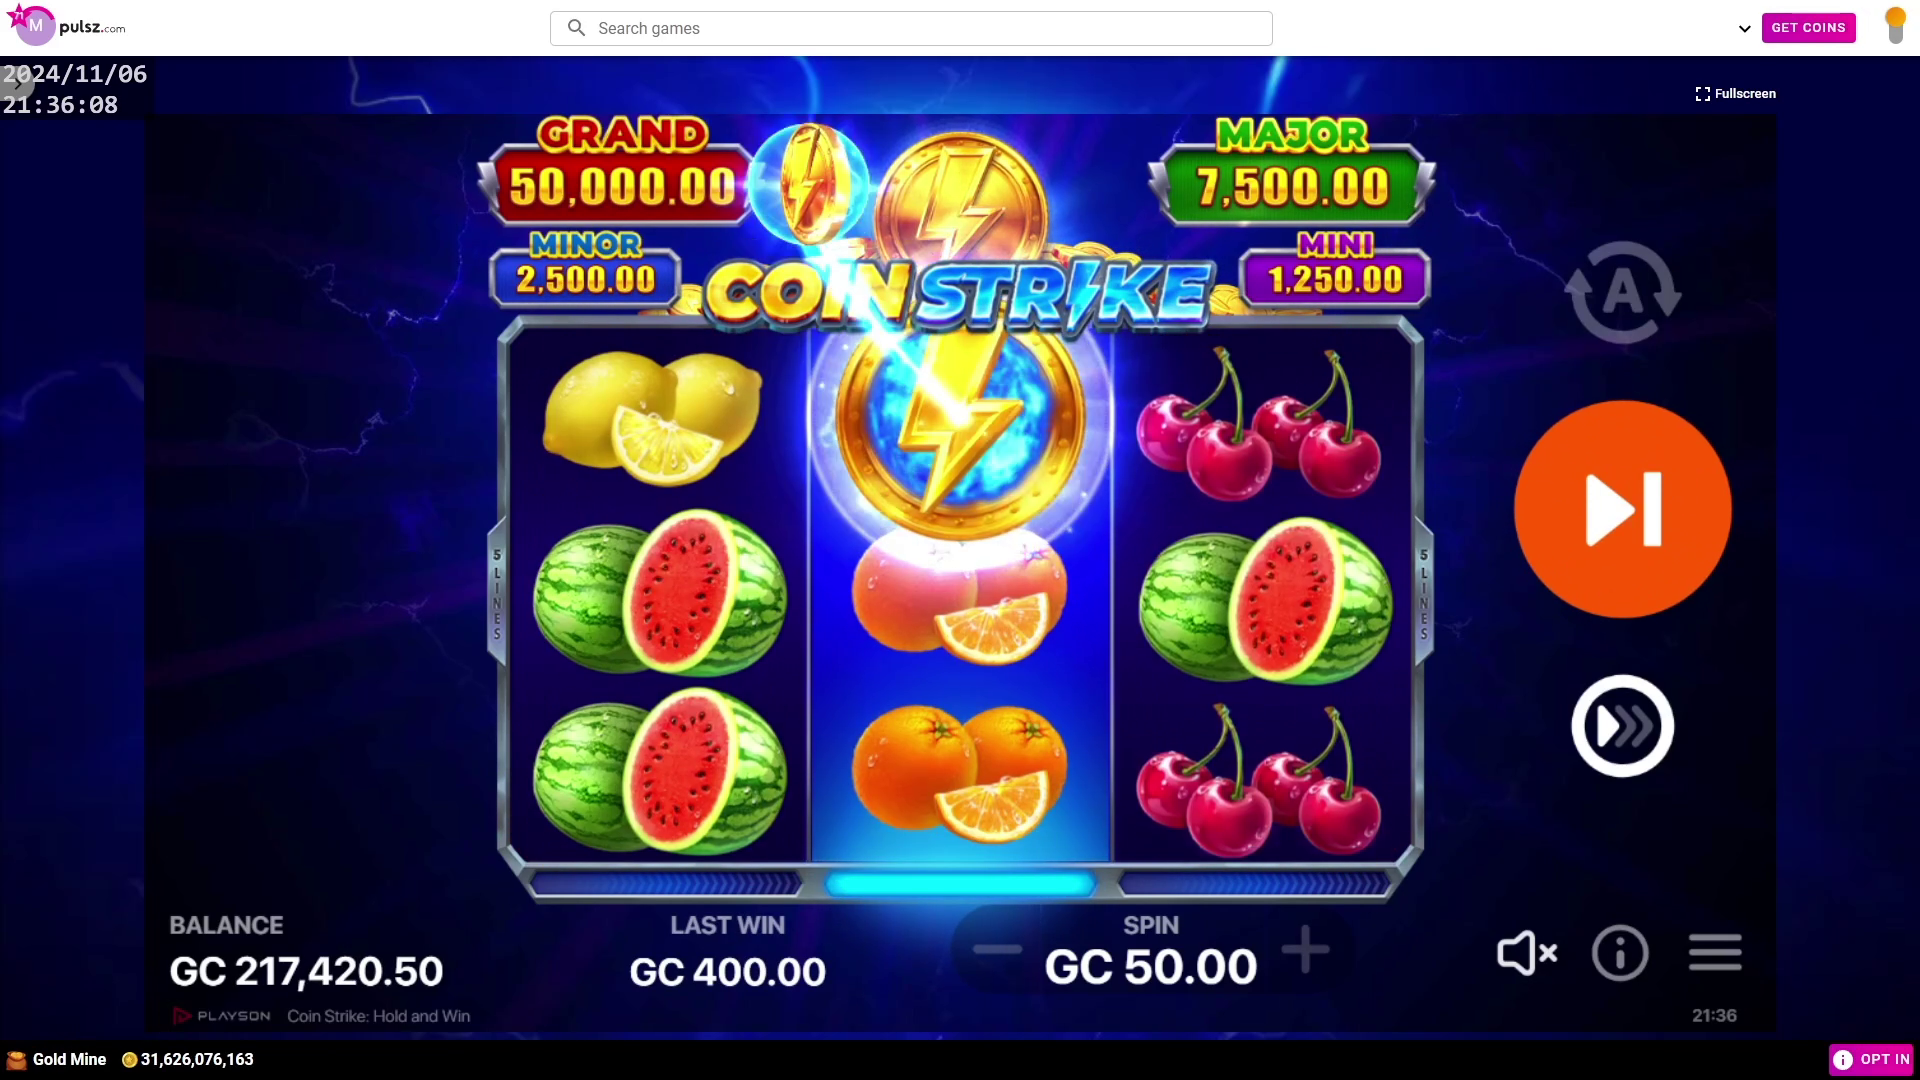 71
M
pulsz.com
Search games
GET COINS
2024/11/06
21:36:08
Fullscreen
GRAND
50,000.00
MAJOR
7,500.00
MINOR
2,500.00
MINI
1,250.00
COIN STRIKE
A
5 LINES
5 LINES
BALANCE
GC 217,420.50
LAST WIN
GC 400.00
SPIN
GC 50.00
PLAYSON
Coin Strike: Hold and Win
21:36
Gold Mine
31,626,076,163
OPT IN